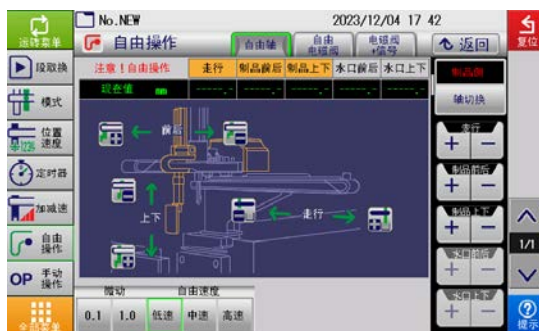 No.NEW 2023/12/04 17 42
运转菜单
自由操作
自由轴
自由
电磁阀
电磁阀
+信号
返回
复位
段取换
注意!自由操作 走行 制品前后 制品上下 水口前后 水口上下
现在值 mm -----.- -----.- -----.- -----.- -----.-
制品侧
轴切换
模式
位置
速度
1236
定时器
加减速
自由
操作
OP 手动
操作
全部菜单
前后
上下
走行
走行
+ −
制品前后
+ −
制品上下
+ −
水口前后
+ −
水口上下
+ −
1/1
提示
微动 自由速度
0.1 1.0 低速 中速 高速